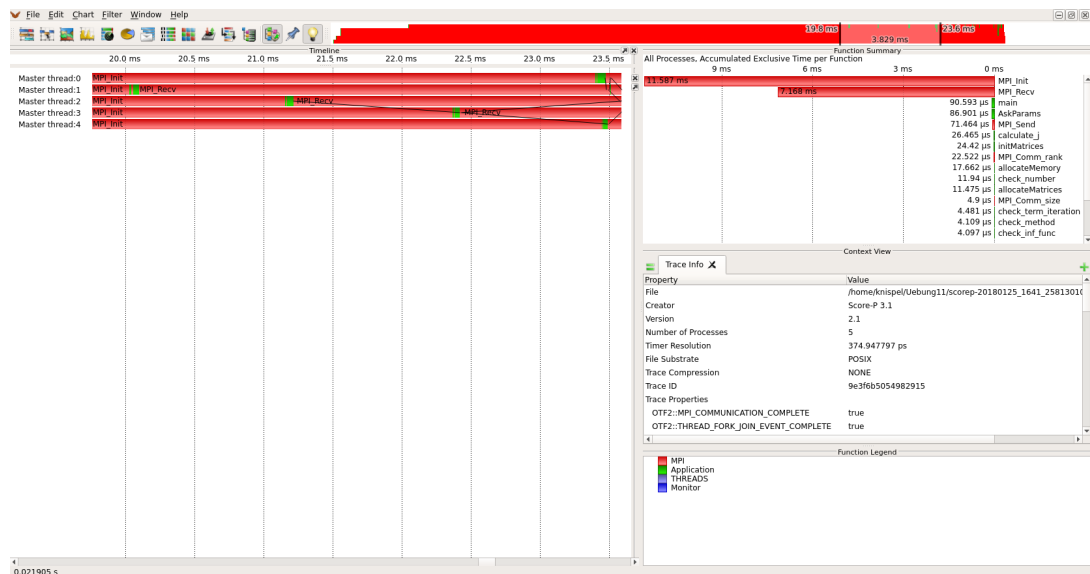 File Edit Chart Filter Window Help
19.8 ms 23.6 ms
3.829 ms
Timeline
20.0 ms 20.5 ms 21.0 ms 21.5 ms 22.0 ms 22.5 ms 23.0 ms 23.5 ms
Master thread:0 MPI_Init
Master thread:1 MPI_Init MPI_Recv
Master thread:2 MPI_Init MPI_Recv
Master thread:3 MPI_Init MPI_Recv
Master thread:4 MPI_Init
Function Summary
All Processes, Accumulated Exclusive Time per Function
9 ms 6 ms 3 ms 0 ms
11.587 ms MPI_Init
7.168 ms MPI_Recv
90.593 µs main
86.901 µs AskParams
71.464 µs MPI_Send
26.465 µs calculate_j
24.42 µs initMatrices
22.522 µs MPI_Comm_rank
17.662 µs allocateMemory
11.94 µs check_number
11.475 µs allocateMatrices
4.9 µs MPI_Comm_size
4.481 µs check_term_iteration
4.109 µs check_method
4.097 µs check_inf_func
Context View
Trace Info X
Property Value
File /home/knispel/Uebung11/scorep-20180125_1641_2581301
Creator Score-P 3.1
Version 2.1
Number of Processes 5
Timer Resolution 374.947797 ps
File Substrate POSIX
Trace Compression NONE
Trace ID 9e3f6b5054982915
Trace Properties
OTF2::MPI_COMMUNICATION_COMPLETE true
OTF2::THREAD_FORK_JOIN_EVENT_COMPLETE true
Function Legend
MPI
Application
THREADS
Monitor
0.021905 s